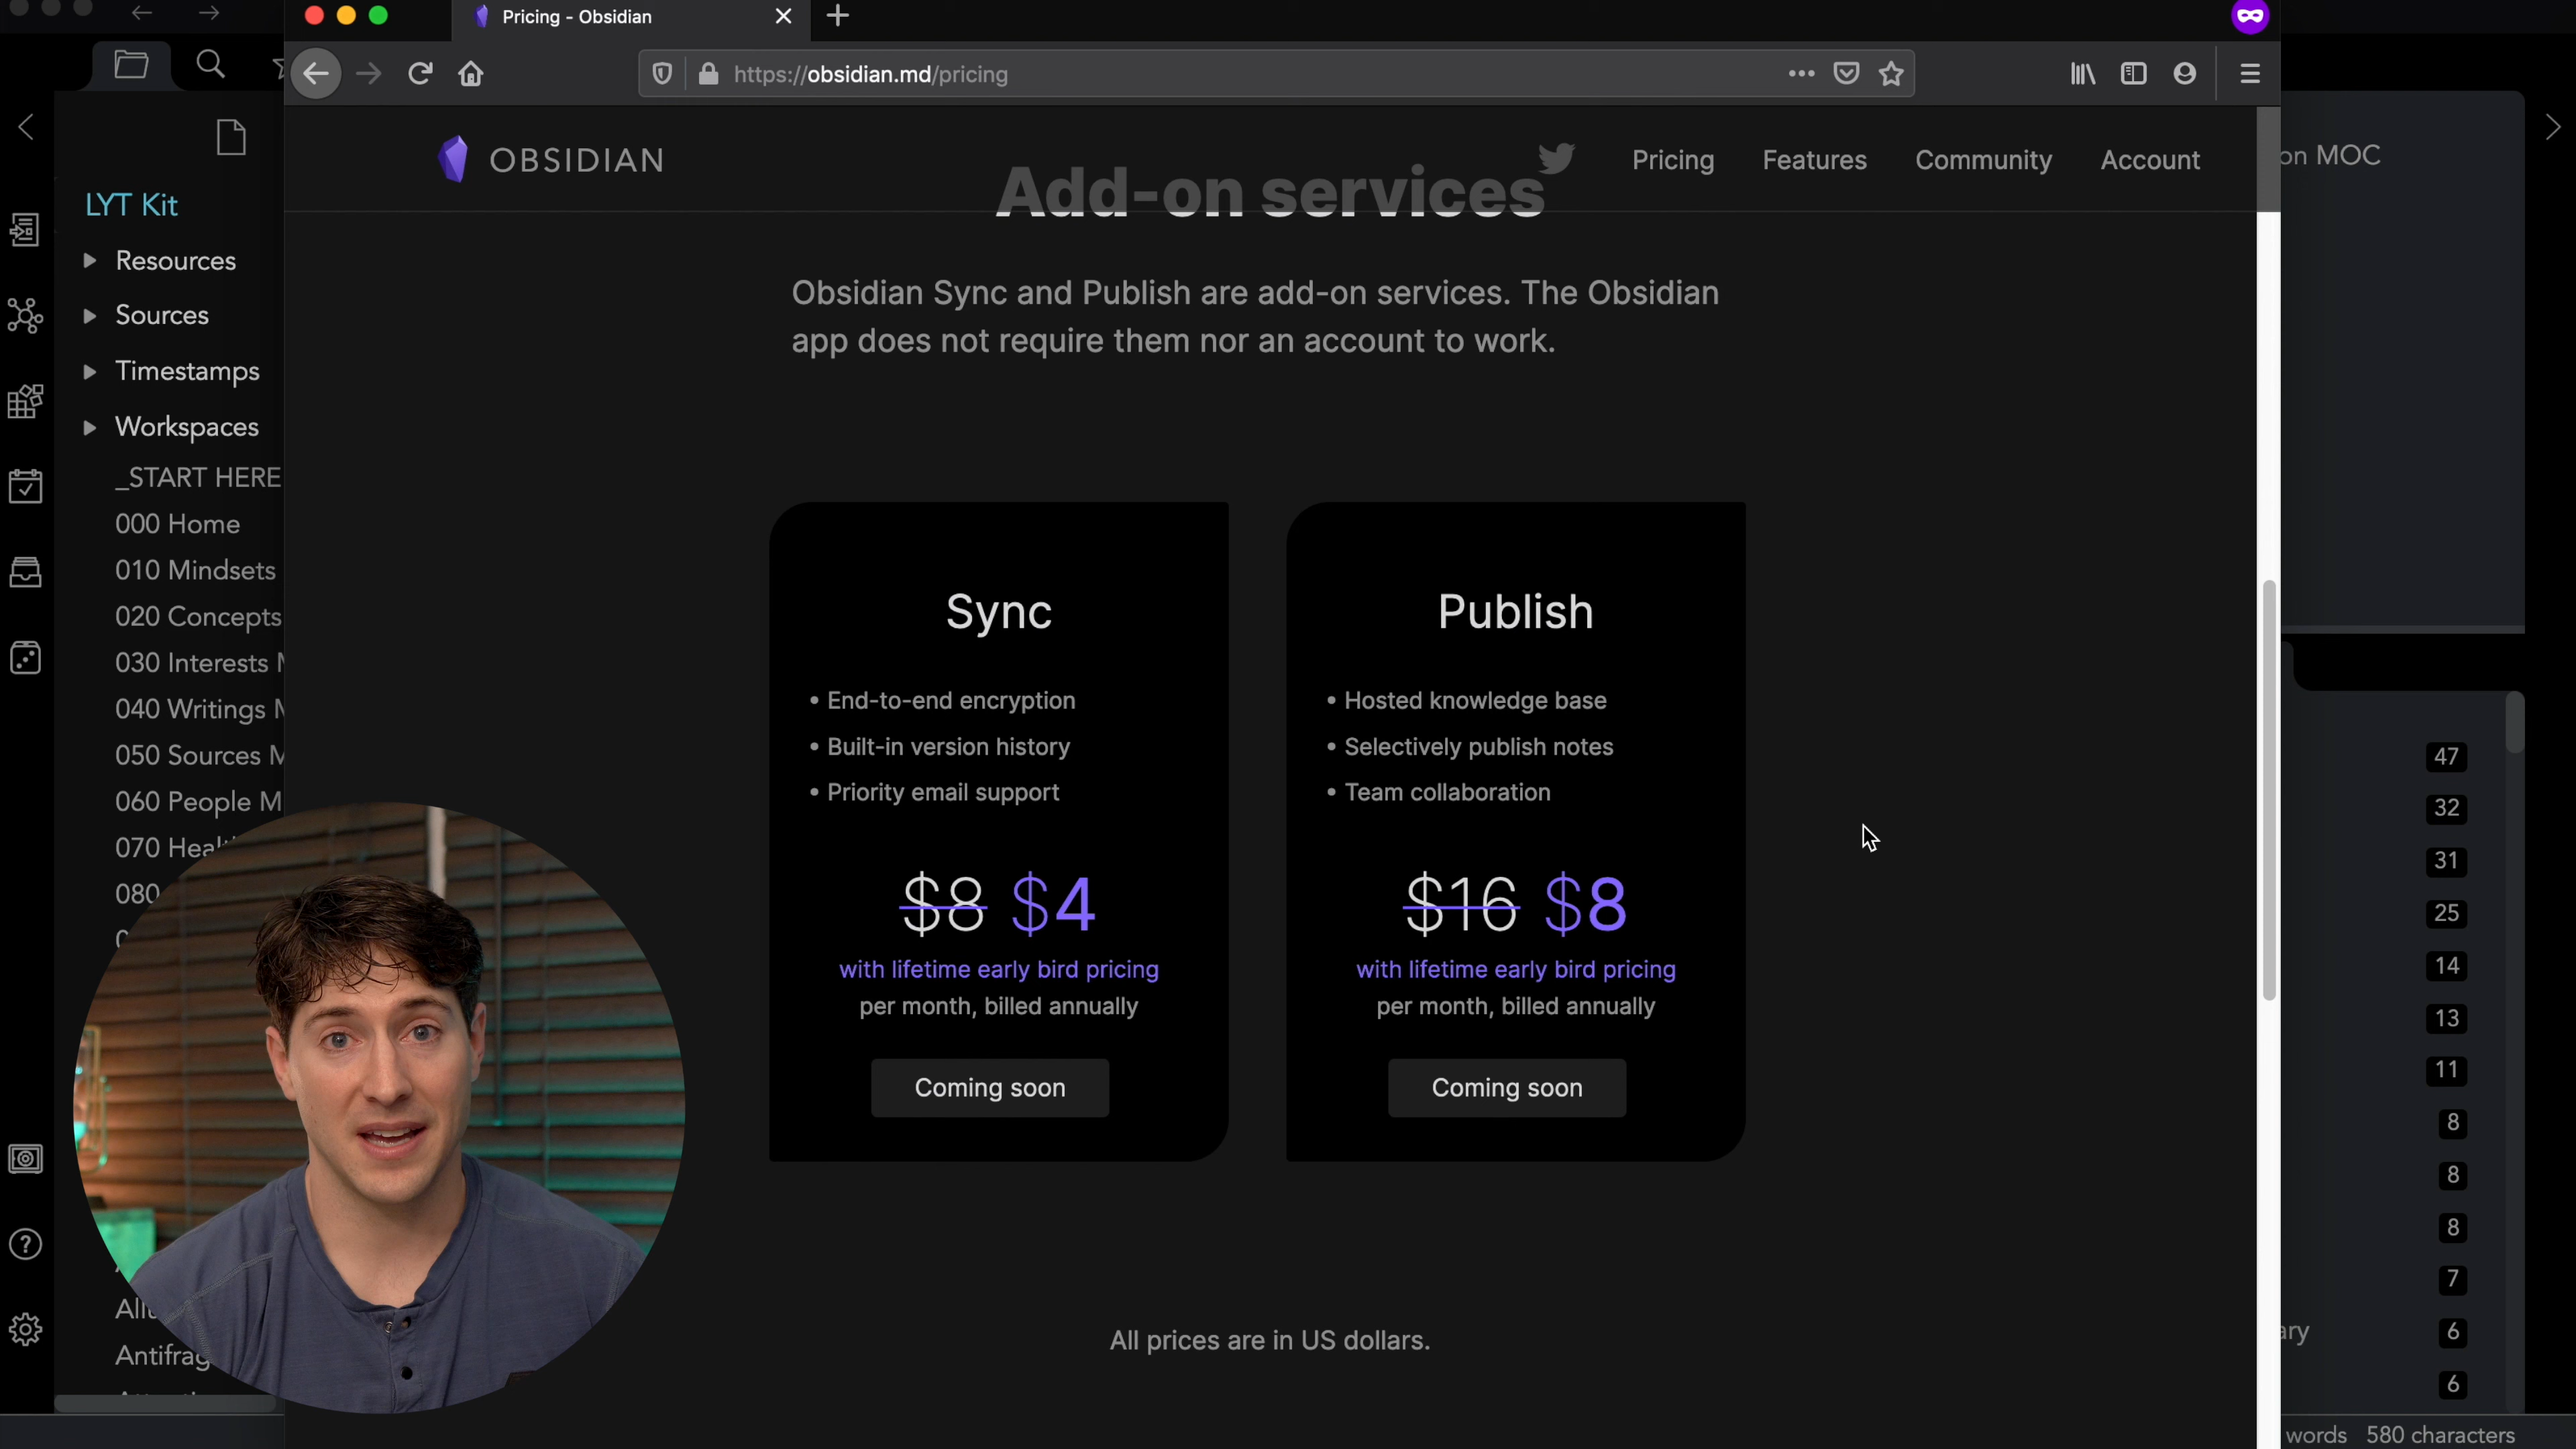 Pricing - Obsidian
https://obsidian.md/pricing
OBSIDIAN
Pricing
Features
Community
Account
on MOC
Add-on services
Obsidian Sync and Publish are add-on services. The Obsidian
app does not require them nor an account to work.
LYT Kit
Resources
Sources
Timestamps
Workspaces
_START HERE
000 Home
010 Mindsets
020 Concepts
030 Interests
040 Writings
050 Sources
060 People
070
080
Antifrag
Sync
• End-to-end encryption
• Built-in version history
• Priority email support
$8 $4
with lifetime early bird pricing
per month, billed annually
Coming soon
Publish
• Hosted knowledge base
• Selectively publish notes
• Team collaboration
$16 $8
with lifetime early bird pricing
per month, billed annually
Coming soon
All prices are in US dollars.
47
32
31
25
14
13
11
8
8
8
7
ary 6
6
words 580 characters